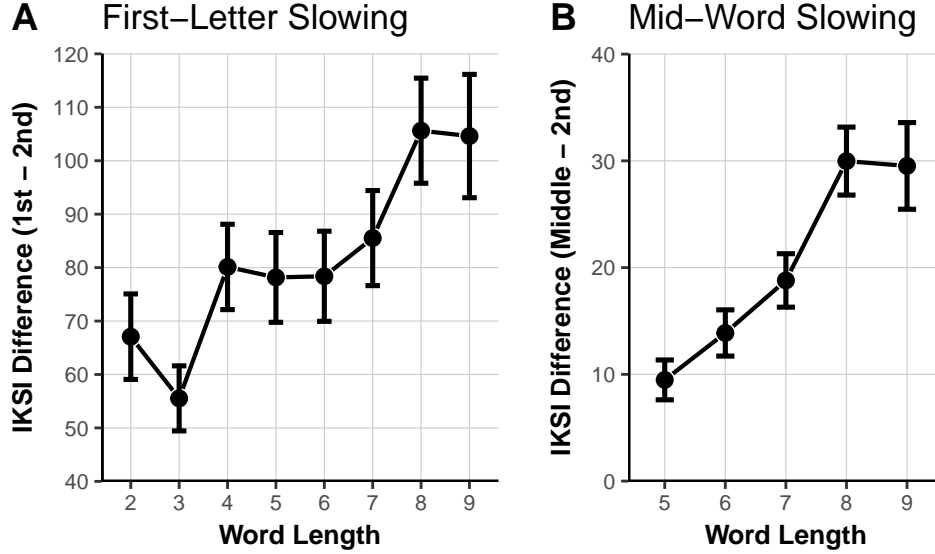 A First−Letter Slowing
IKSI Difference (1st − 2nd)
120
110
100
90
80
70
60
50
40
2 3 4 5 6 7 8 9
Word Length
B Mid−Word Slowing
IKSI Difference (Middle − 2nd)
40
30
20
10
0
5 6 7 8 9
Word Length